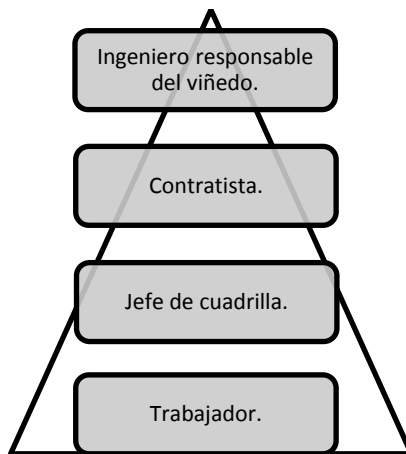 Ingeniero responsable
del viñedo.
Contratista.
Jefe de cuadrilla.
Trabajador.